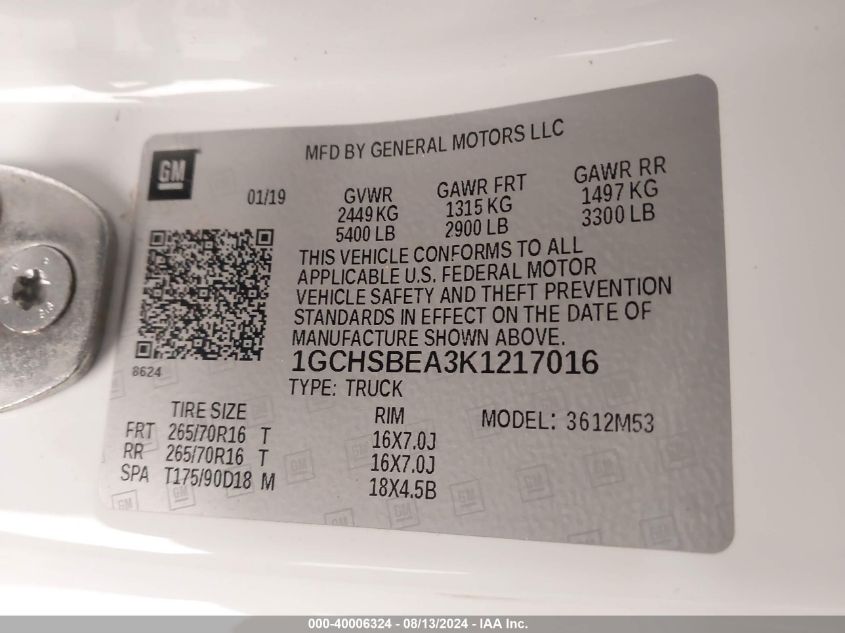 GM
MFD BY GENERAL MOTORS LLC
01/19
GVWR
2449 KG
5400 LB
GAWR FRT
1315 KG
2900 LB
GAWR RR
1497 KG
3300 LB
THIS VEHICLE CONFORMS TO ALL
APPLICABLE U.S. FEDERAL MOTOR
VEHICLE SAFETY AND THEFT PREVENTION
STANDARDS IN EFFECT ON THE DATE OF
MANUFACTURE SHOWN ABOVE.
8624
1GCHSBEA3K1217016
TYPE: TRUCK
TIRE SIZE RIM MODEL: 3612M53
FRT 265/70R16 T 16X7.0J
RR 265/70R16 T 16X7.0J
SPA T175/90D18 M 18X4.5B
000-40006324 - 08/13/2024 - IAA Inc.